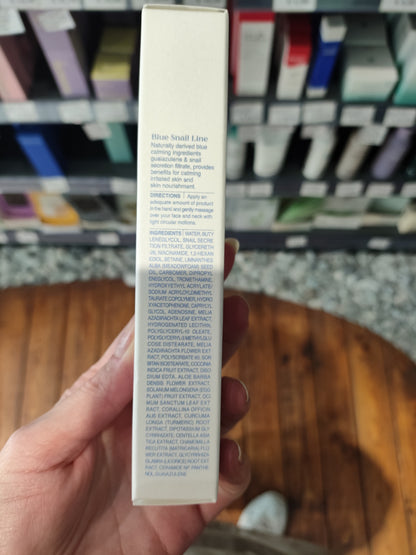 Blue Snail Line
Naturally derived blue
calming ingredients
guaiazulene & snail
secretion filtrate, provides
benefits for calming
irritated skin and
skin nourishment.
DIRECTIONS | Apply an
adequate amount of product
in the hand and gently massage
over your face and neck with
light circular motions.
INGREDIENTS | WATER, BUTY
LENEGLYCOL, SNAIL SECRE
TION FILTRATE, GLYCERETH
-26, NIACINAMIDE, 1,2-HEXAN
EDIOL, BETAINE, LIMNANTHES
ALBA (MEADOWFOAM) SEED
OIL, CARBOMER, DIPROPYL
ENEGLYCOL, TROMETHAMINE,
HYDROXYETHYL ACRYLATE/
SODIUM ACRYLOYLDIMETHYL
TAURATE COPOLYMER, HYDRO
XYACETOPHENONE, CAPRYLYL
GLYCOL, ADENOSINE, MELIA
AZADIRACHTA LEAF EXTRACT,
HYDROGENATED LECITHIN,
POLYGLYCERYL-10 OLEATE,
POLYGLYCERYL/METHYL GLU
COSE DISTEARATE, MELIA
AZADIRACHTA FLOWER EXT
RACT, POLYSORBATE 60, SOR
BITAN ISOSTEARATE, COCCINIA
INDICA FRUIT EXTRACT, DISO
DIUM EDTA, ALOE BARBA
DENSIS FLOWER EXTRACT,
SOLANUM MELONGENA (EGG
PLANT) FRUIT EXTRACT, OCI
MUM SANCTUM LEAF EXT
RACT, CORALLINA OFFICIN
ALIS EXTRACT, CURCUMA
LONGA (TURMERIC) ROOT
EXTRACT, DIPOTASSIUM GLY
CYRRHIZATE, CENTELLA ASIA
TICA EXTRACT, CHAMOMILLA
RECUTITA (MATRICARIA) FLO
WER EXTRACT, GLYCYRRHIZA
GLABRA (LICORICE) ROOT EXT
RACT, CERAMIDE NP, PANTHE
NOL, GUAIAZULENE